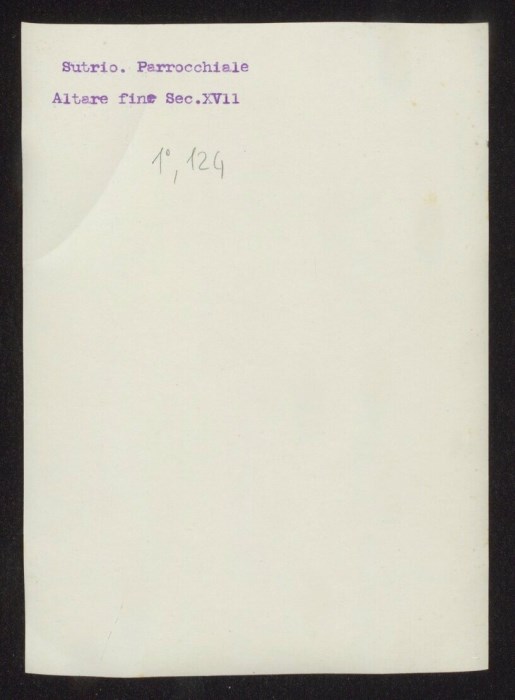 Sutrio. Parrocchiale
Altare fine Sec.XVll
1°, 124